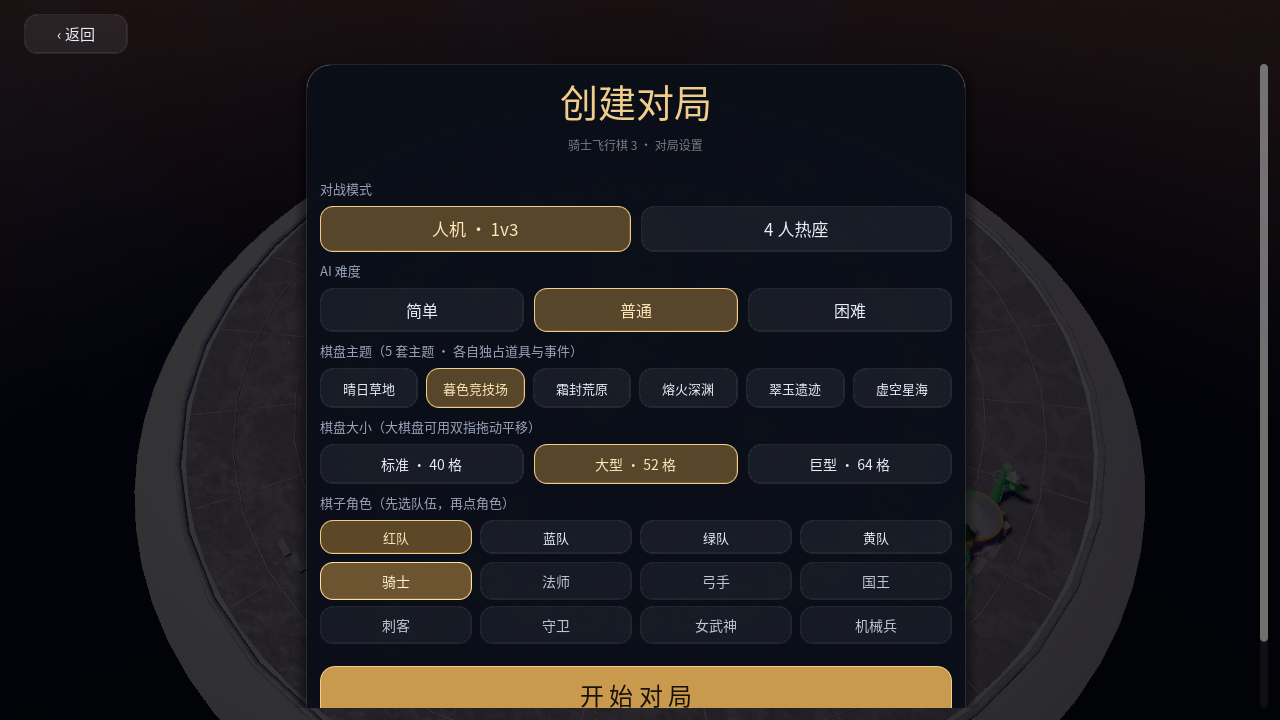 ‹ 返回
创建对局
骑士飞行棋 3 · 对局设置
对战模式
人机 · 1v3
4 人热座
AI 难度
简单
普通
困难
棋盘主题（5 套主题 · 各自独占道具与事件）
晴日草地
暮色竞技场
霜封荒原
熔火深渊
翠玉遗迹
虚空星海
棋盘大小（大棋盘可用双指拖动平移）
标准 · 40 格
大型 · 52 格
巨型 · 64 格
棋子角色（先选队伍，再点角色）
红队
蓝队
绿队
黄队
骑士
法师
弓手
国王
刺客
守卫
女武神
机械兵
开 始 对 局